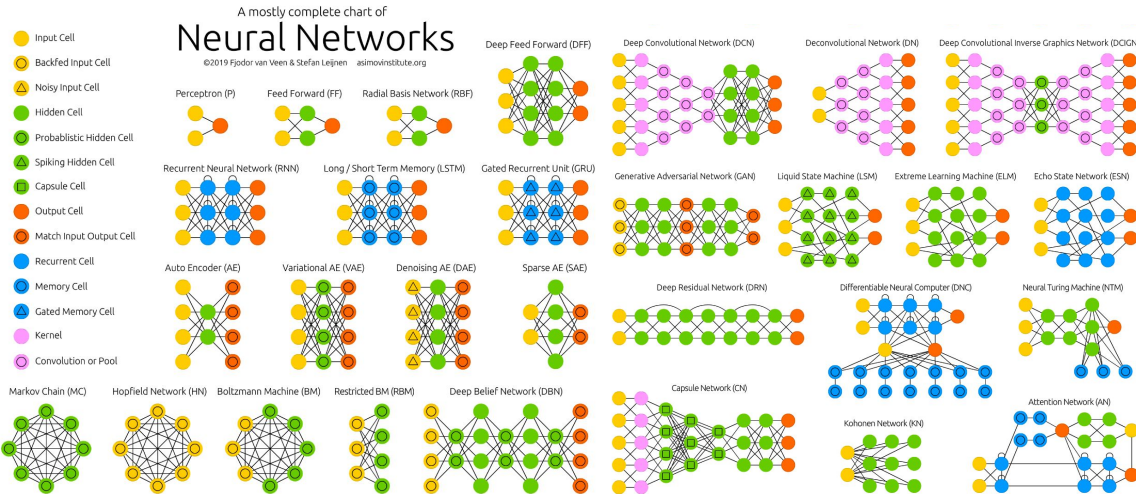 A mostly complete chart of
Neural Networks
©2019 Fjodor van Veen & Stefan Leijnen asimovinstitute.org
Input Cell
Backfed Input Cell
Noisy Input Cell
Hidden Cell
Probablistic Hidden Cell
Spiking Hidden Cell
Capsule Cell
Output Cell
Match Input Output Cell
Recurrent Cell
Memory Cell
Gated Memory Cell
Kernel
Convolution or Pool
Perceptron (P)
Feed Forward (FF)
Radial Basis Network (RBF)
Deep Feed Forward (DFF)
Recurrent Neural Network (RNN)
Long / Short Term Memory (LSTM)
Gated Recurrent Unit (GRU)
Auto Encoder (AE)
Variational AE (VAE)
Denoising AE (DAE)
Sparse AE (SAE)
Markov Chain (MC)
Hopfield Network (HN)
Boltzmann Machine (BM)
Restricted BM (RBM)
Deep Belief Network (DBN)
Deep Convolutional Network (DCN)
Deconvolutional Network (DN)
Deep Convolutional Inverse Graphics Network (DCIGN
Generative Adversarial Network (GAN)
Liquid State Machine (LSM)
Extreme Learning Machine (ELM)
Echo State Network (ESN)
Deep Residual Network (DRN)
Differentiable Neural Computer (DNC)
Neural Turing Machine (NTM)
Capsule Network (CN)
Kohonen Network (KN)
Attention Network (AN)